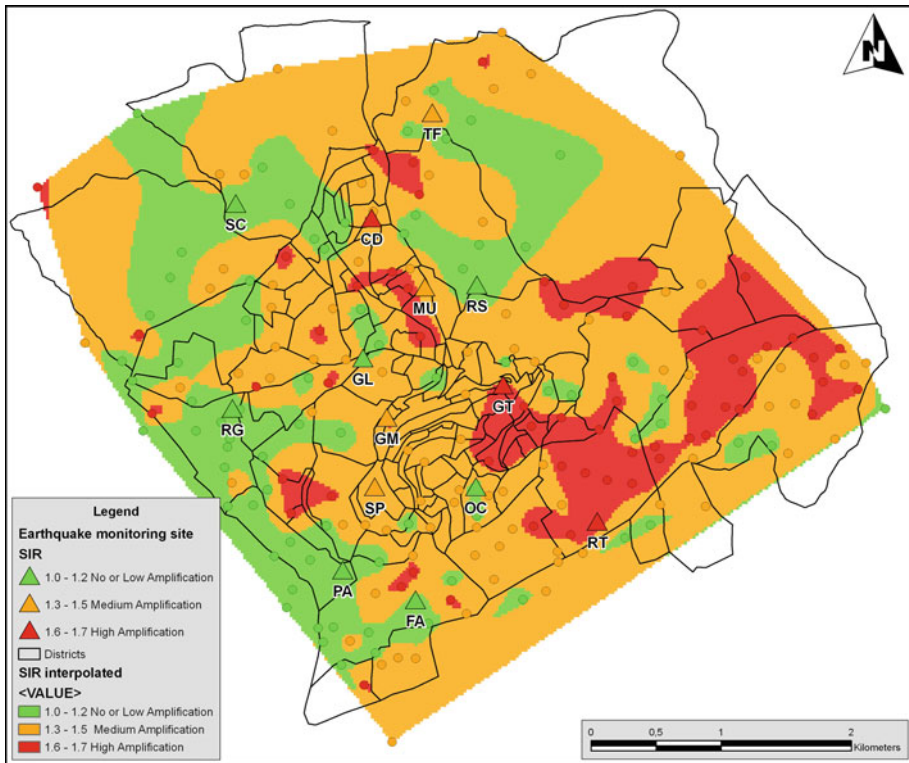 N
TF
SC
CD
MU
RS
GL
GT
RG
GM
SP
OC
RT
PA
FA
Legend
Earthquake monitoring site
SIR
1.0 - 1.2 No or Low Amplification
1.3 - 1.5 Medium Amplification
1.6 - 1.7 High Amplification
Districts
SIR interpolated
<VALUE>
1.0 - 1.2 No or Low Amplification
1.3 - 1.5 Medium Amplification
1.6 - 1.7 High Amplification
0 0,5 1 2
Kilometers